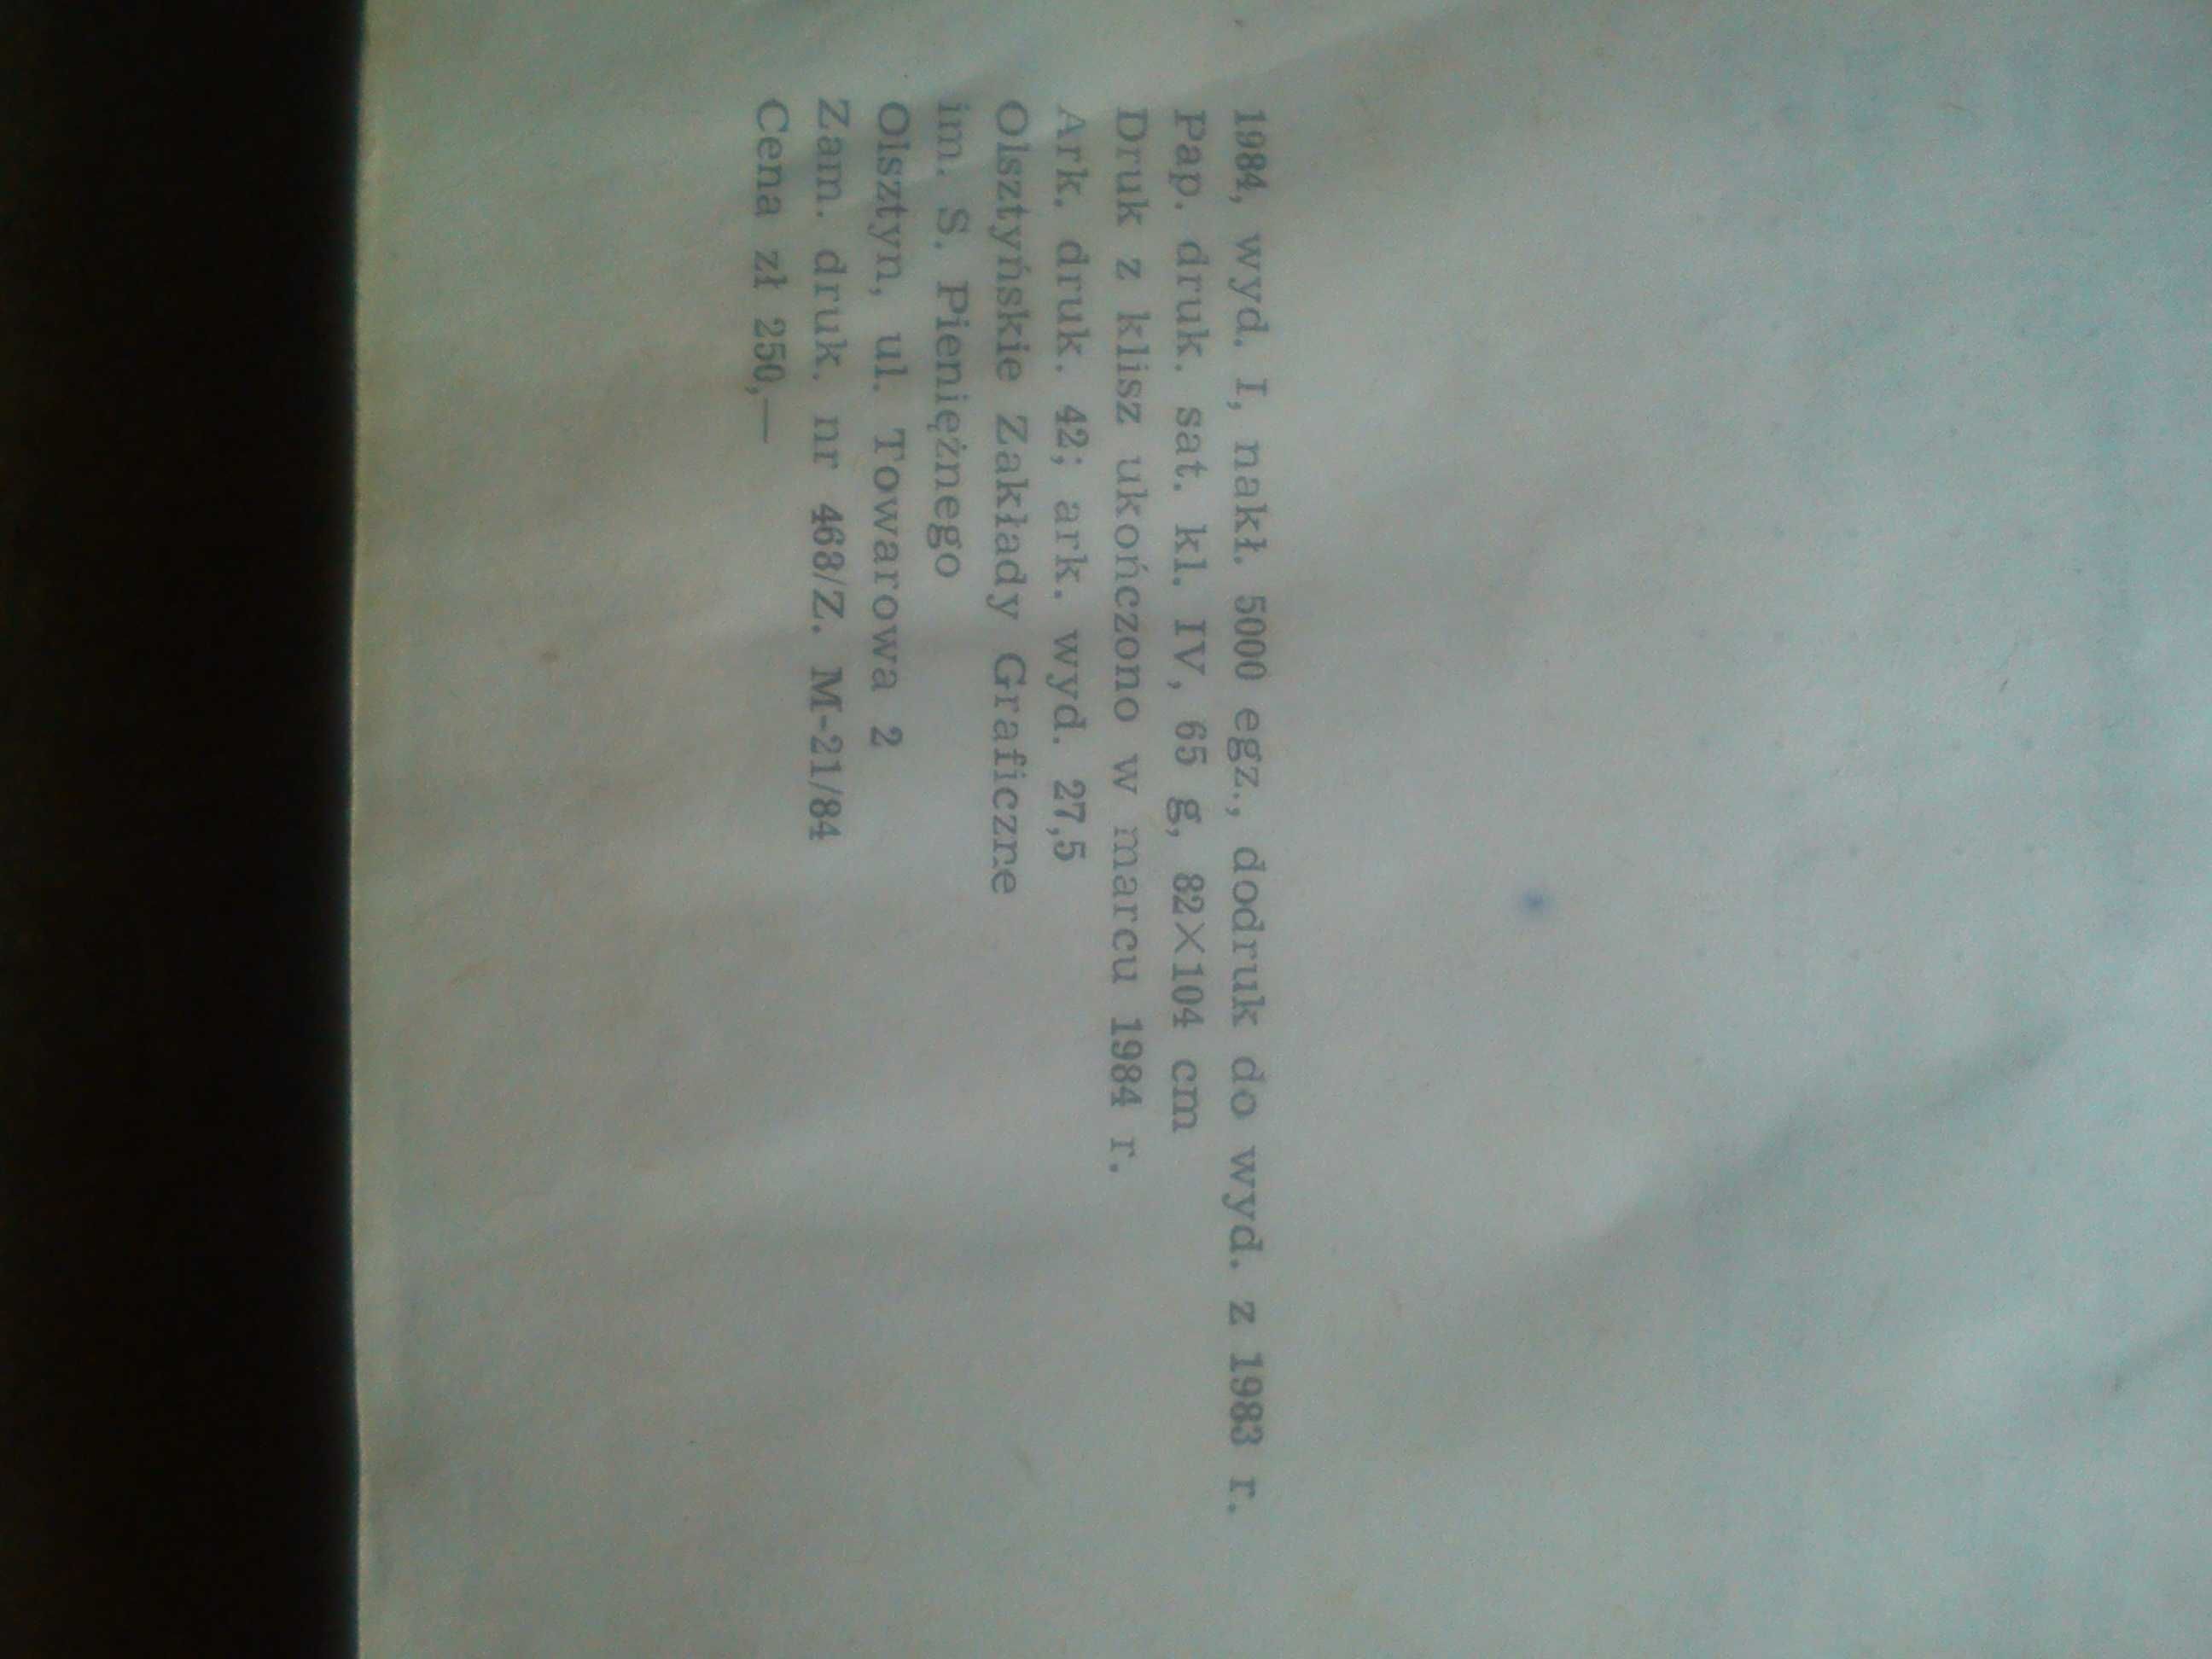 1984, wyd. I, nakł. 5000 egz., dodruk do wyd. z 1983 r.
Pap. druk. sat. kl. IV, 65 g, 82×104 cm
Druk z klisz ukończono w marcu 1984 r.
Ark. druk. 42; ark. wyd. 27,5
Olsztyńskie Zakłady Graficzne
im. S. Pieniężnego
Olsztyn, ul. Towarowa 2
Zam. druk. nr 468/Z. M-21/84
Cena zł 250,—